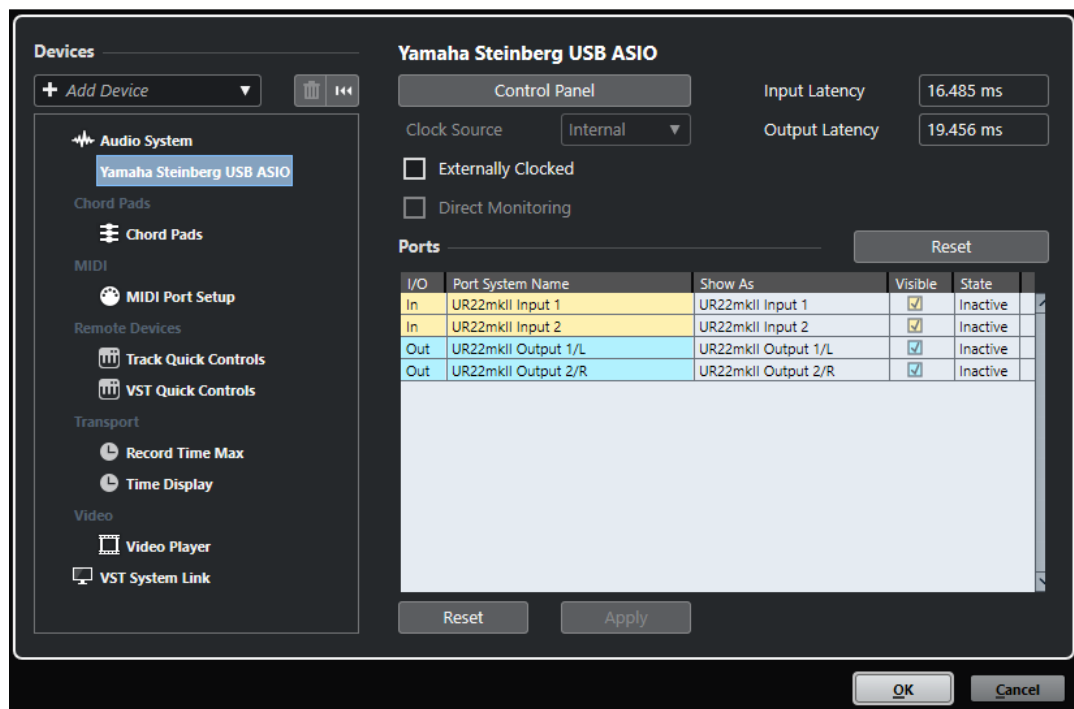 Devices
Add Device
Audio System
Yamaha Steinberg USB ASIO
Chord Pads
Chord Pads
MIDI
MIDI Port Setup
Remote Devices
Track Quick Controls
VST Quick Controls
Transport
Record Time Max
Time Display
Video
Video Player
VST System Link
Yamaha Steinberg USB ASIO
Control Panel
Input Latency 16.485 ms
Clock Source Internal
Output Latency 19.456 ms
Externally Clocked
Direct Monitoring
Ports
Reset
I/O Port System Name Show As Visible State
In UR22mkII Input 1 UR22mkII Input 1 Inactive
In UR22mkII Input 2 UR22mkII Input 2 Inactive
Out UR22mkII Output 1/L UR22mkII Output 1/L Inactive
Out UR22mkII Output 2/R UR22mkII Output 2/R Inactive
Reset Apply
OK Cancel